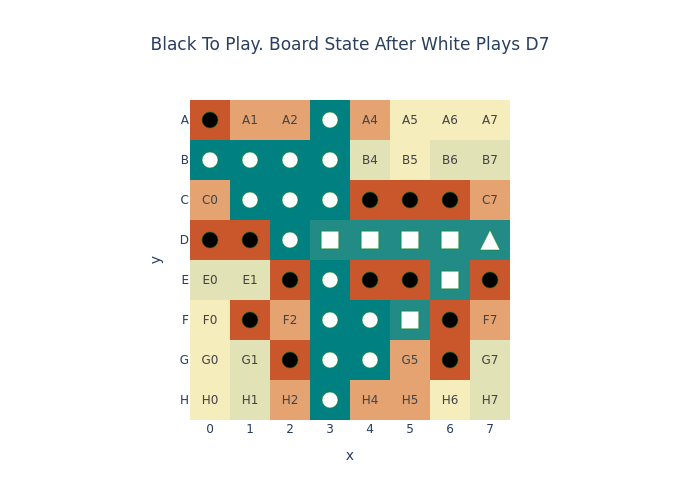 Black To Play. Board State After White Plays D7
A A1 A2 A4 A5 A6 A7
B B4 B5 B6 B7
C C0 C7
D
E E0 E1
F F0 F2 F7
G G0 G1 G5 G7
H H0 H1 H2 H4 H5 H6 H7
0 1 2 3 4 5 6 7
x
y